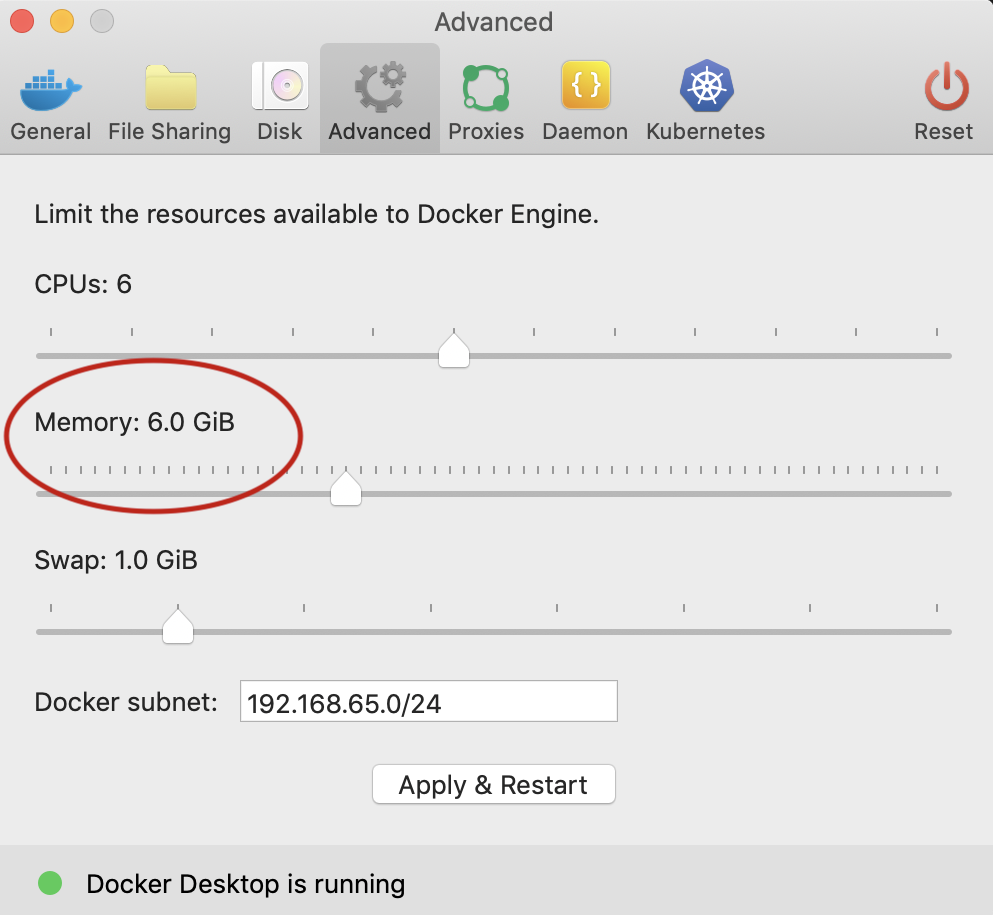 Advanced
General File Sharing Disk Advanced Proxies Daemon Kubernetes Reset
Limit the resources available to Docker Engine.
CPUs: 6
Memory: 6.0 GiB
Swap: 1.0 GiB
Docker subnet: 192.168.65.0/24
Apply & Restart
Docker Desktop is running